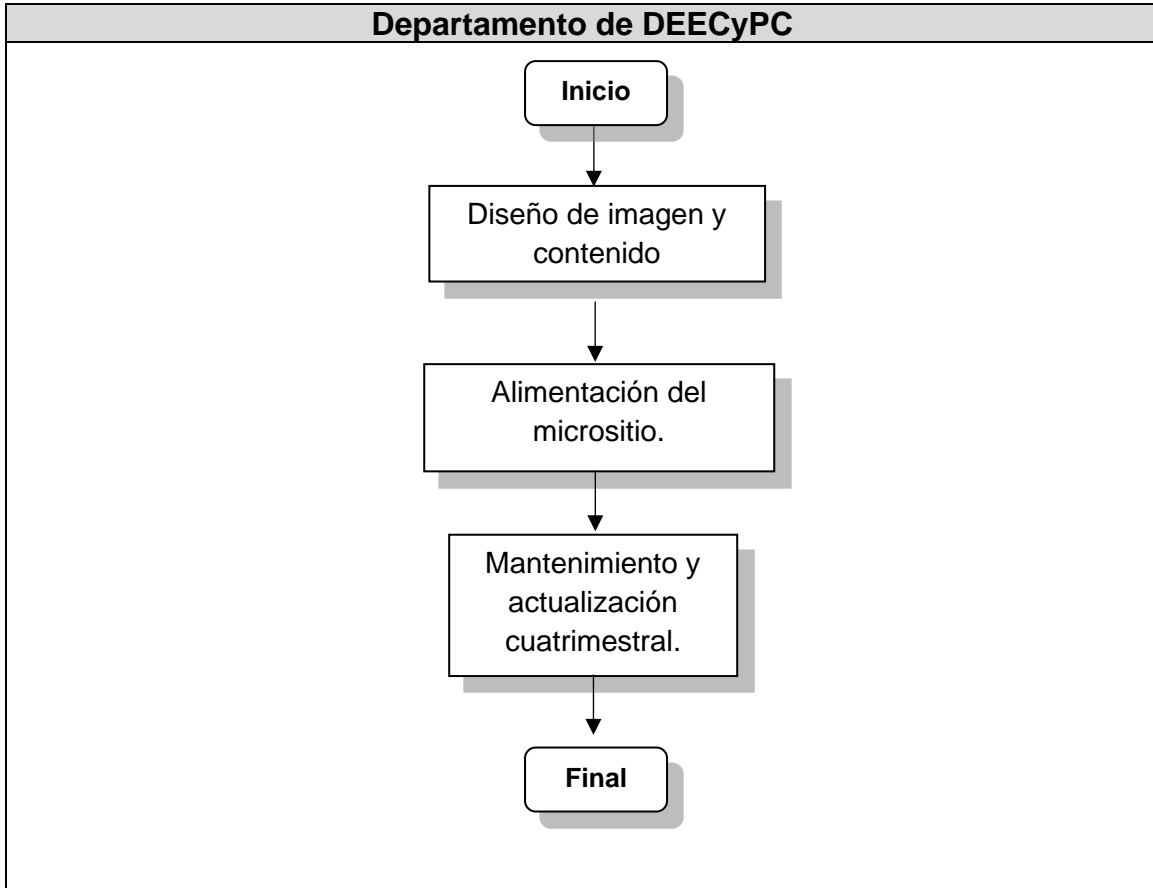 Departamento de DEECyPC
Inicio
Diseño de imagen y
contenido
Alimentación del
micrositio.
Mantenimiento y
actualización
cuatrimestral.
Final